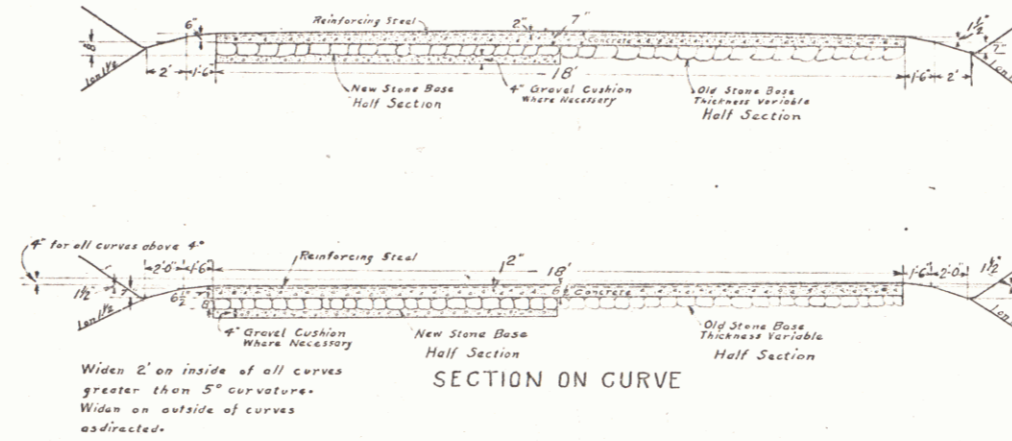 Reinforcing Steel
6"
2"
7"
1½"
8"
2'
1'-6"
18'
1'-6"
2'
1 on 1½
New Stone Base
Half Section
4" Gravel Cushion
Where Necessary
Old Stone Base
Thickness Variable
Half Section
4" for all curves above 4°
2'-0"
1'-6"
Reinforcing Steel
2"
18'
1'-6"
2'-0"
1½"
1½"
6½"
8"
Concrete
1 on 1½
4" Gravel Cushion
Where Necessary
New Stone Base
Half Section
Old Stone Base
Thickness Variable
Half Section
SECTION ON CURVE
Widen 2' on inside of all curves
greater than 5° curvature.
Widen on outside of curves
asdirected.